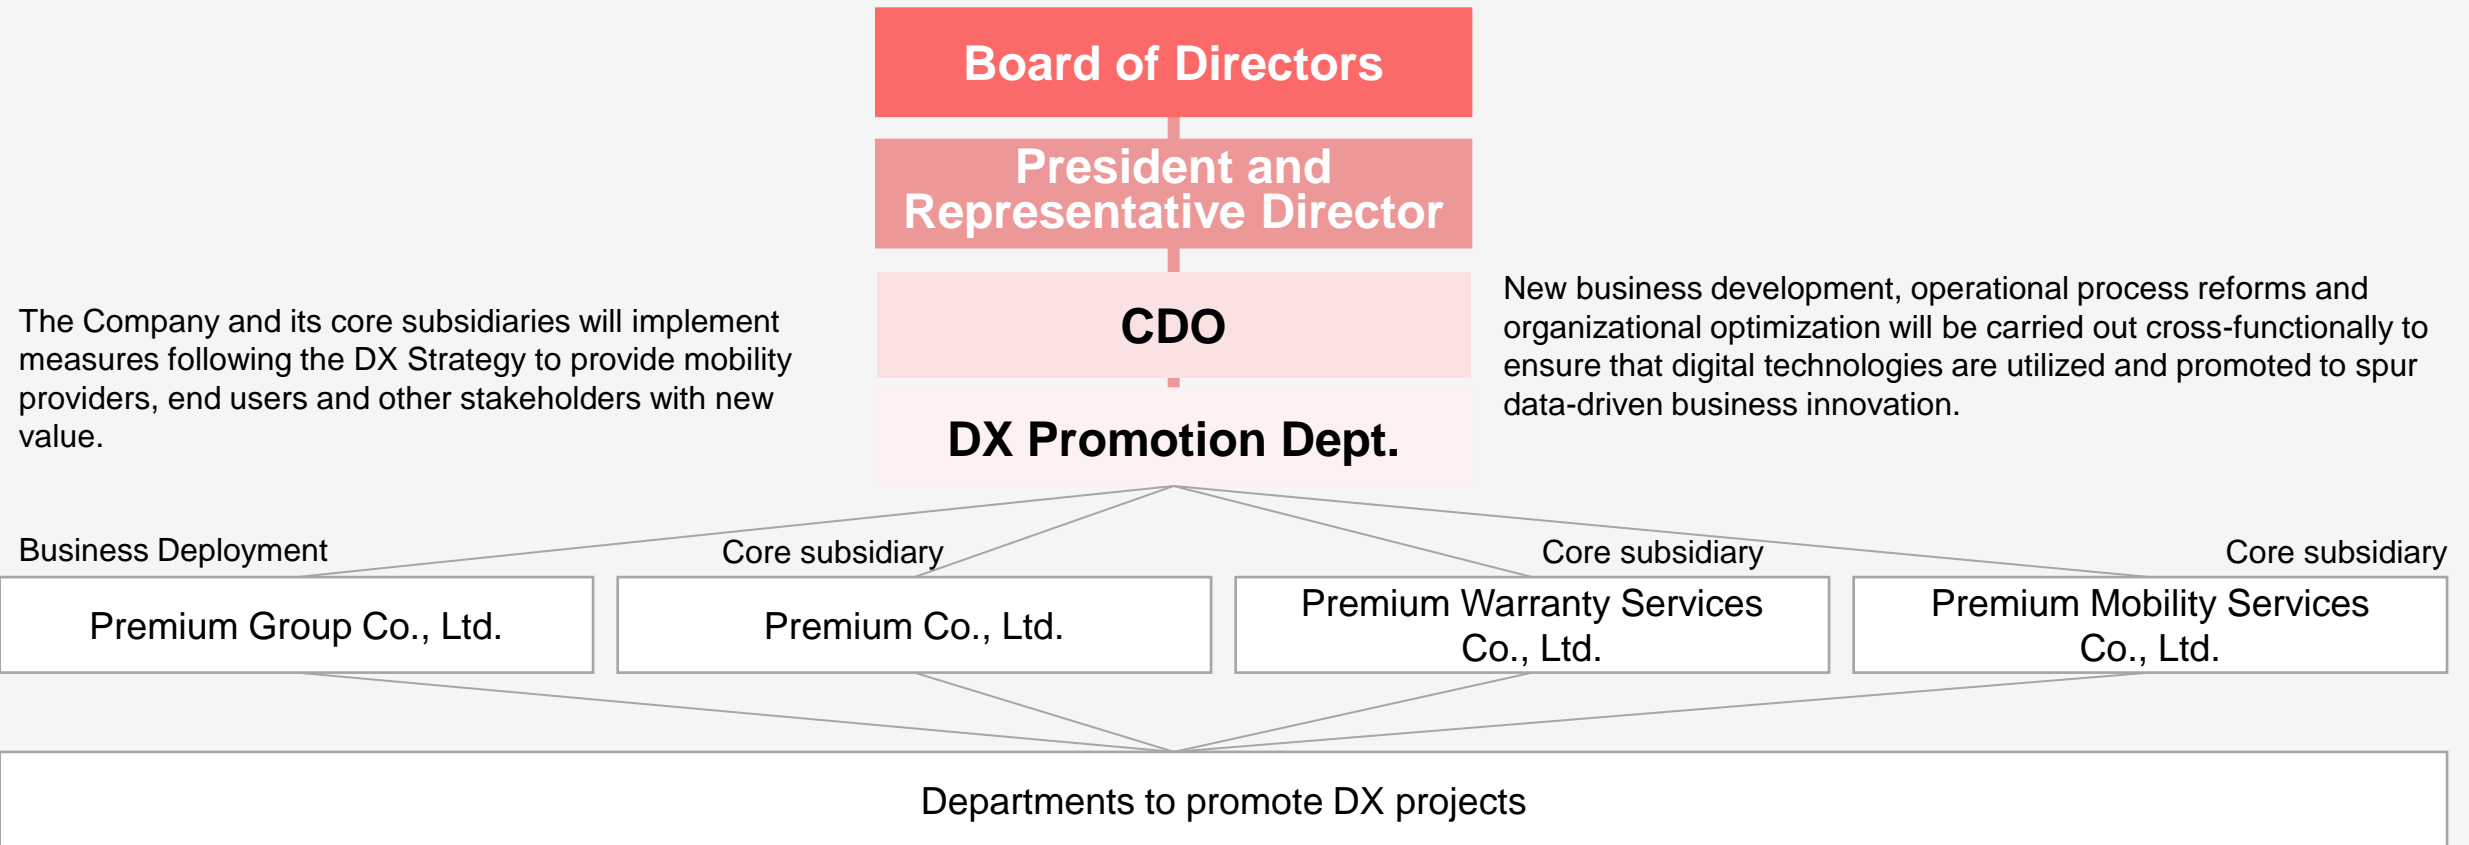 Board of Directors
President and
Representative Director
CDO
DX Promotion Dept.
The Company and its core subsidiaries will implement
measures following the DX Strategy to provide mobility
providers, end users and other stakeholders with new
value.
New business development, operational process reforms and
organizational optimization will be carried out cross-functionally to
ensure that digital technologies are utilized and promoted to spur
data-driven business innovation.
Business Deployment
Premium Group Co., Ltd.
Core subsidiary
Premium Co., Ltd.
Core subsidiary
Premium Warranty Services
Co., Ltd.
Core subsidiary
Premium Mobility Services
Co., Ltd.
Departments to promote DX projects